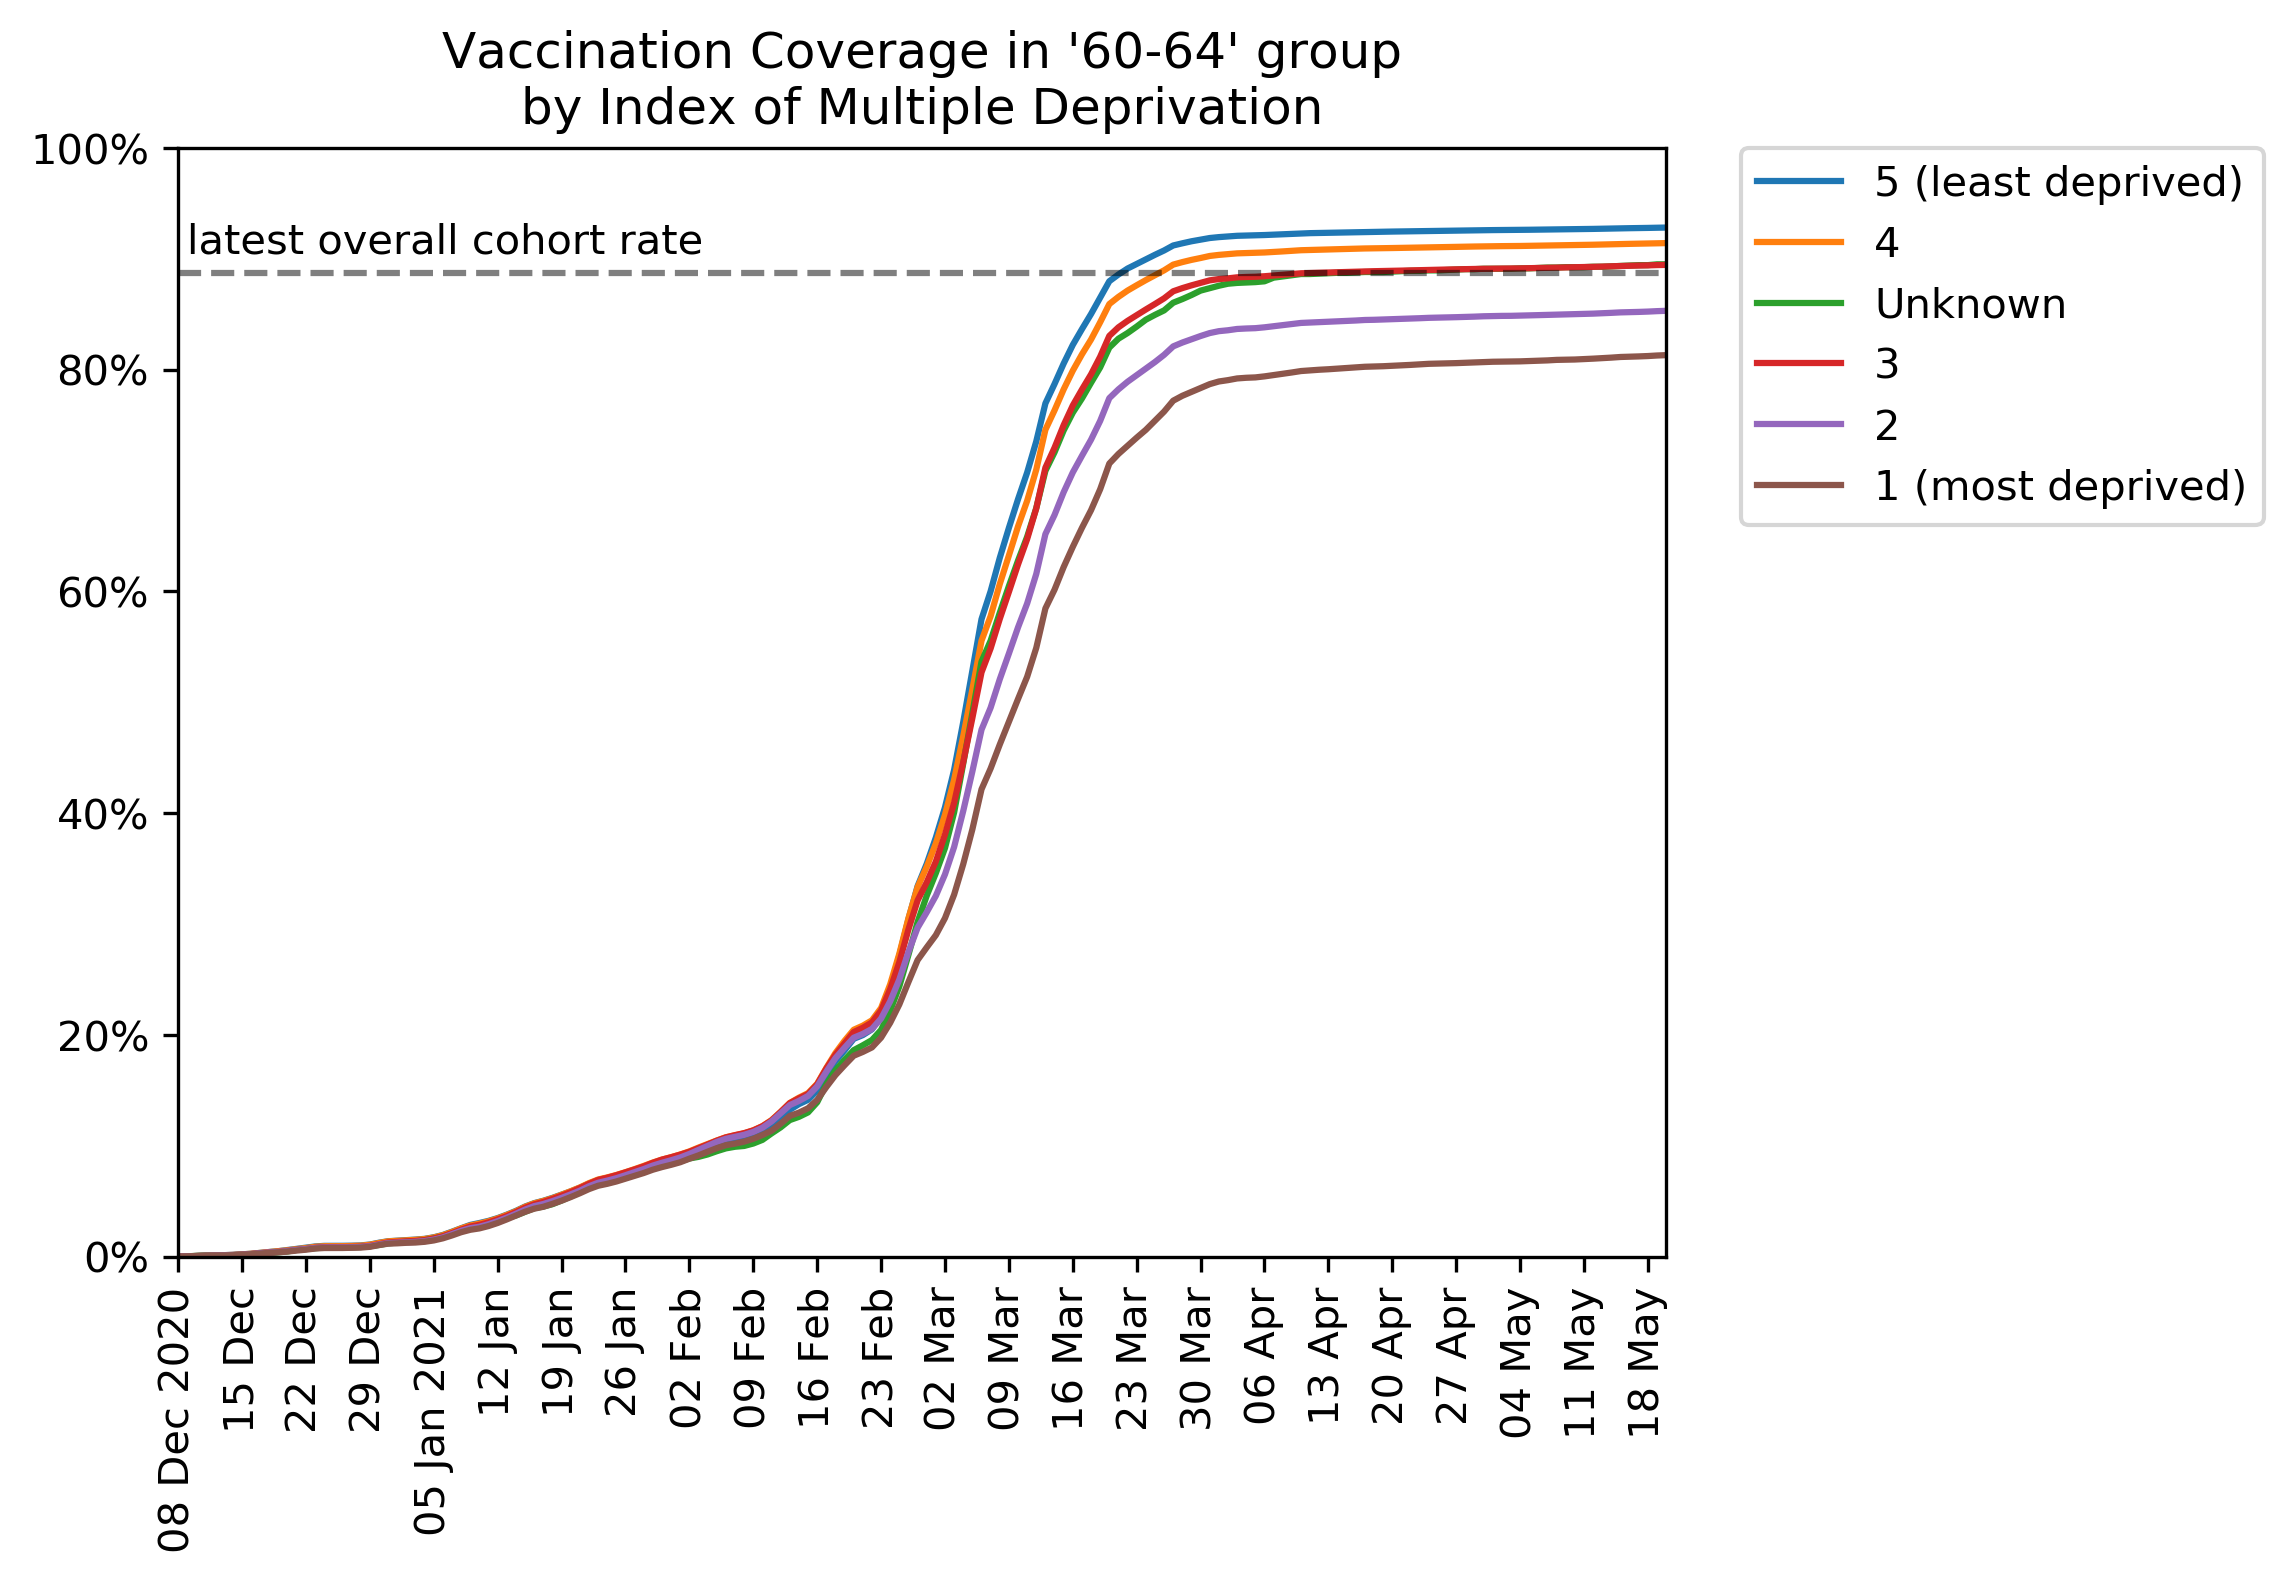 Vaccination Coverage in '60-64' group
by Index of Multiple Deprivation
100%
80%
60%
40%
20%
0%
latest overall cohort rate
08 Dec 2020
15 Dec
22 Dec
29 Dec
05 Jan 2021
12 Jan
19 Jan
26 Jan
02 Feb
09 Feb
16 Feb
23 Feb
02 Mar
09 Mar
16 Mar
23 Mar
30 Mar
06 Apr
13 Apr
20 Apr
27 Apr
04 May
11 May
18 May
5 (least deprived)
4
Unknown
3
2
1 (most deprived)